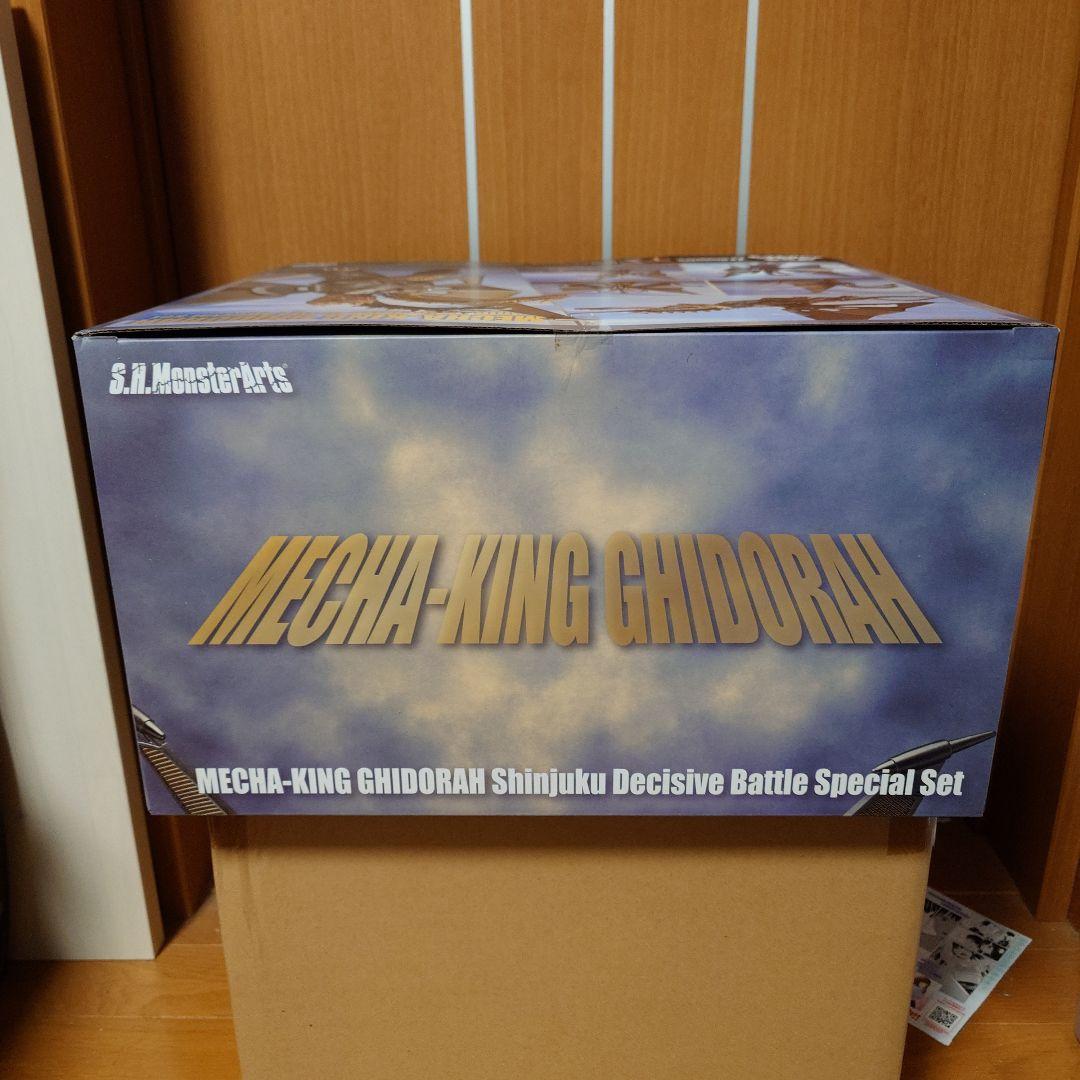 S.H.MonsterArts
MECHA-KING GHIDORAH
MECHA-KING GHIDORAH Shinjuku Decisive Battle Special Set